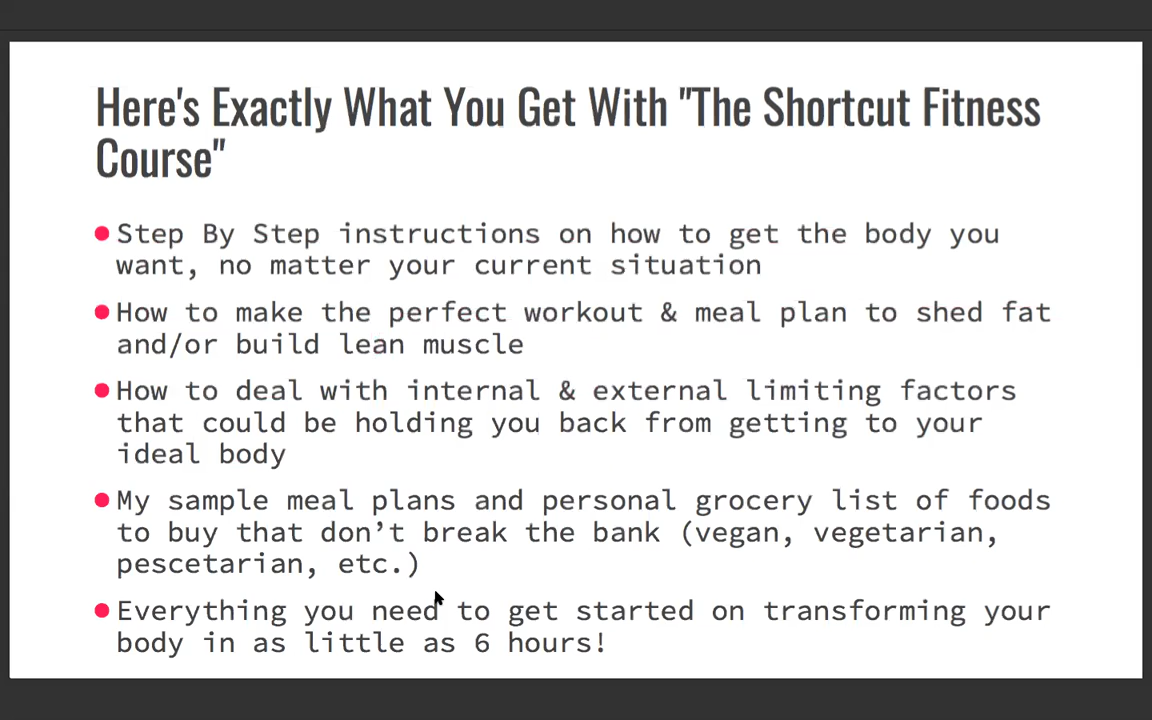 Here's Exactly What You Get With "The Shortcut Fitness
Course"
Step By Step instructions on how to get the body you
want, no matter your current situation
How to make the perfect workout & meal plan to shed fat
and/or build lean muscle
How to deal with internal & external limiting factors
that could be holding you back from getting to your
ideal body
My sample meal plans and personal grocery list of foods
to buy that don’t break the bank (vegan, vegetarian,
pescetarian, etc.)
Everything you need to get started on transforming your
body in as little as 6 hours!